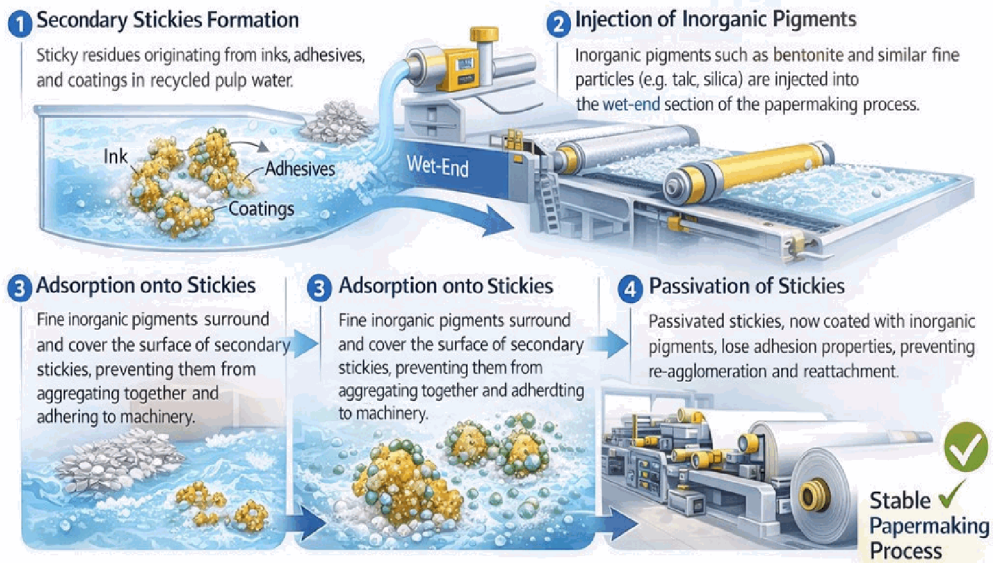 1 Secondary Stickies Formation
Sticky residues originating from inks, adhesives,
and coatings in recycled pulp water.
Ink
Adhesives
Coatings
2 Injection of Inorganic Pigments
Inorganic pigments such as bentonite and similar fine
particles (e.g. talc, silica) are injected into
the wet-end section of the papermaking process.
Wet-End
3 Adsorption onto Stickies
Fine inorganic pigments surround
and cover the surface of secondary
stickies, preventing them from
aggregating together and
adhering to machinery.
3 Adsorption onto Stickies
Fine inorganic pigments surround
and cover the surface of secondary
stickies, preventing them from
aggregating together and adherdting
to machinery.
4 Passivation of Stickies
Passivated stickies, now coated with inorganic
pigments, lose adhesion properties, preventing
re-agglomeration and reattachment.
Stable
Papermaking
Process